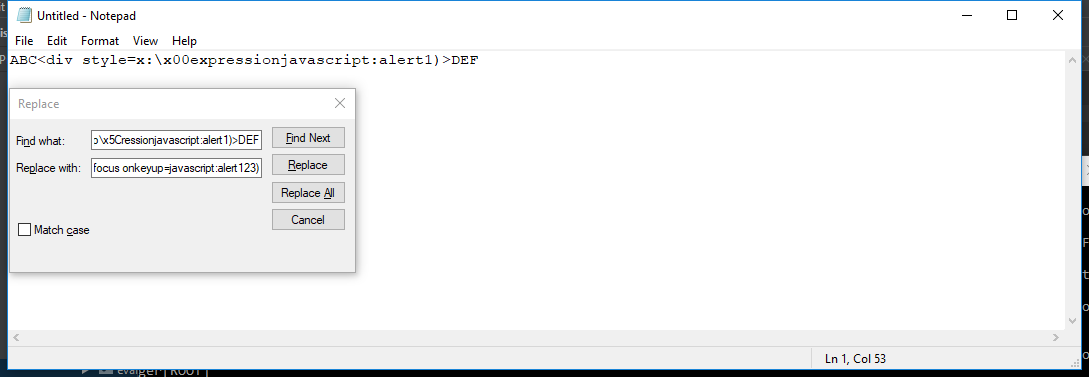 Untitled - Notepad
File Edit Format View Help
ABC<div style=x:\x00expressionjavascript:alert1)>DEF
Replace
Find what: \x5Cressionjavascript:alert1)>DEF Find Next
Replace with: focus onkeyup=javascript:alert123) Replace
Replace All
Cancel
Match case
Ln 1, Col 53